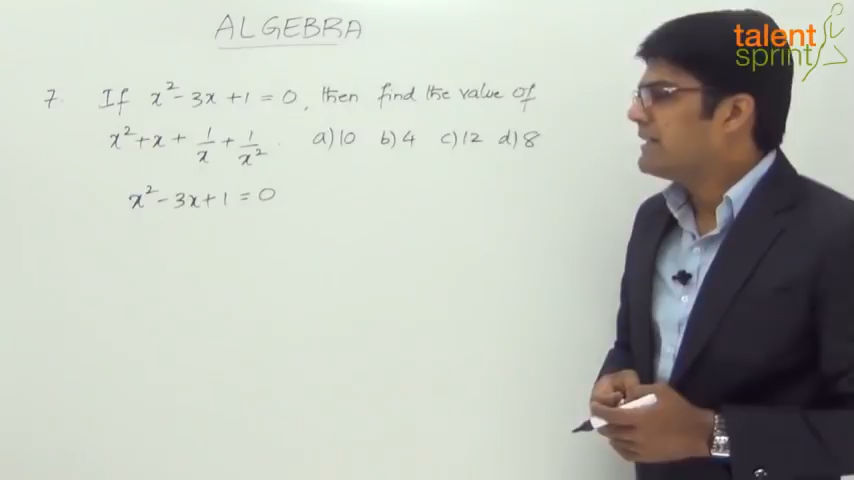 ALGEBRA
talent
sprint
7. If x² - 3x + 1 = 0, then find the value of
x² + x + 1/x + 1/x² . a) 10 b) 4 c) 12 d) 8
x² - 3x + 1 = 0